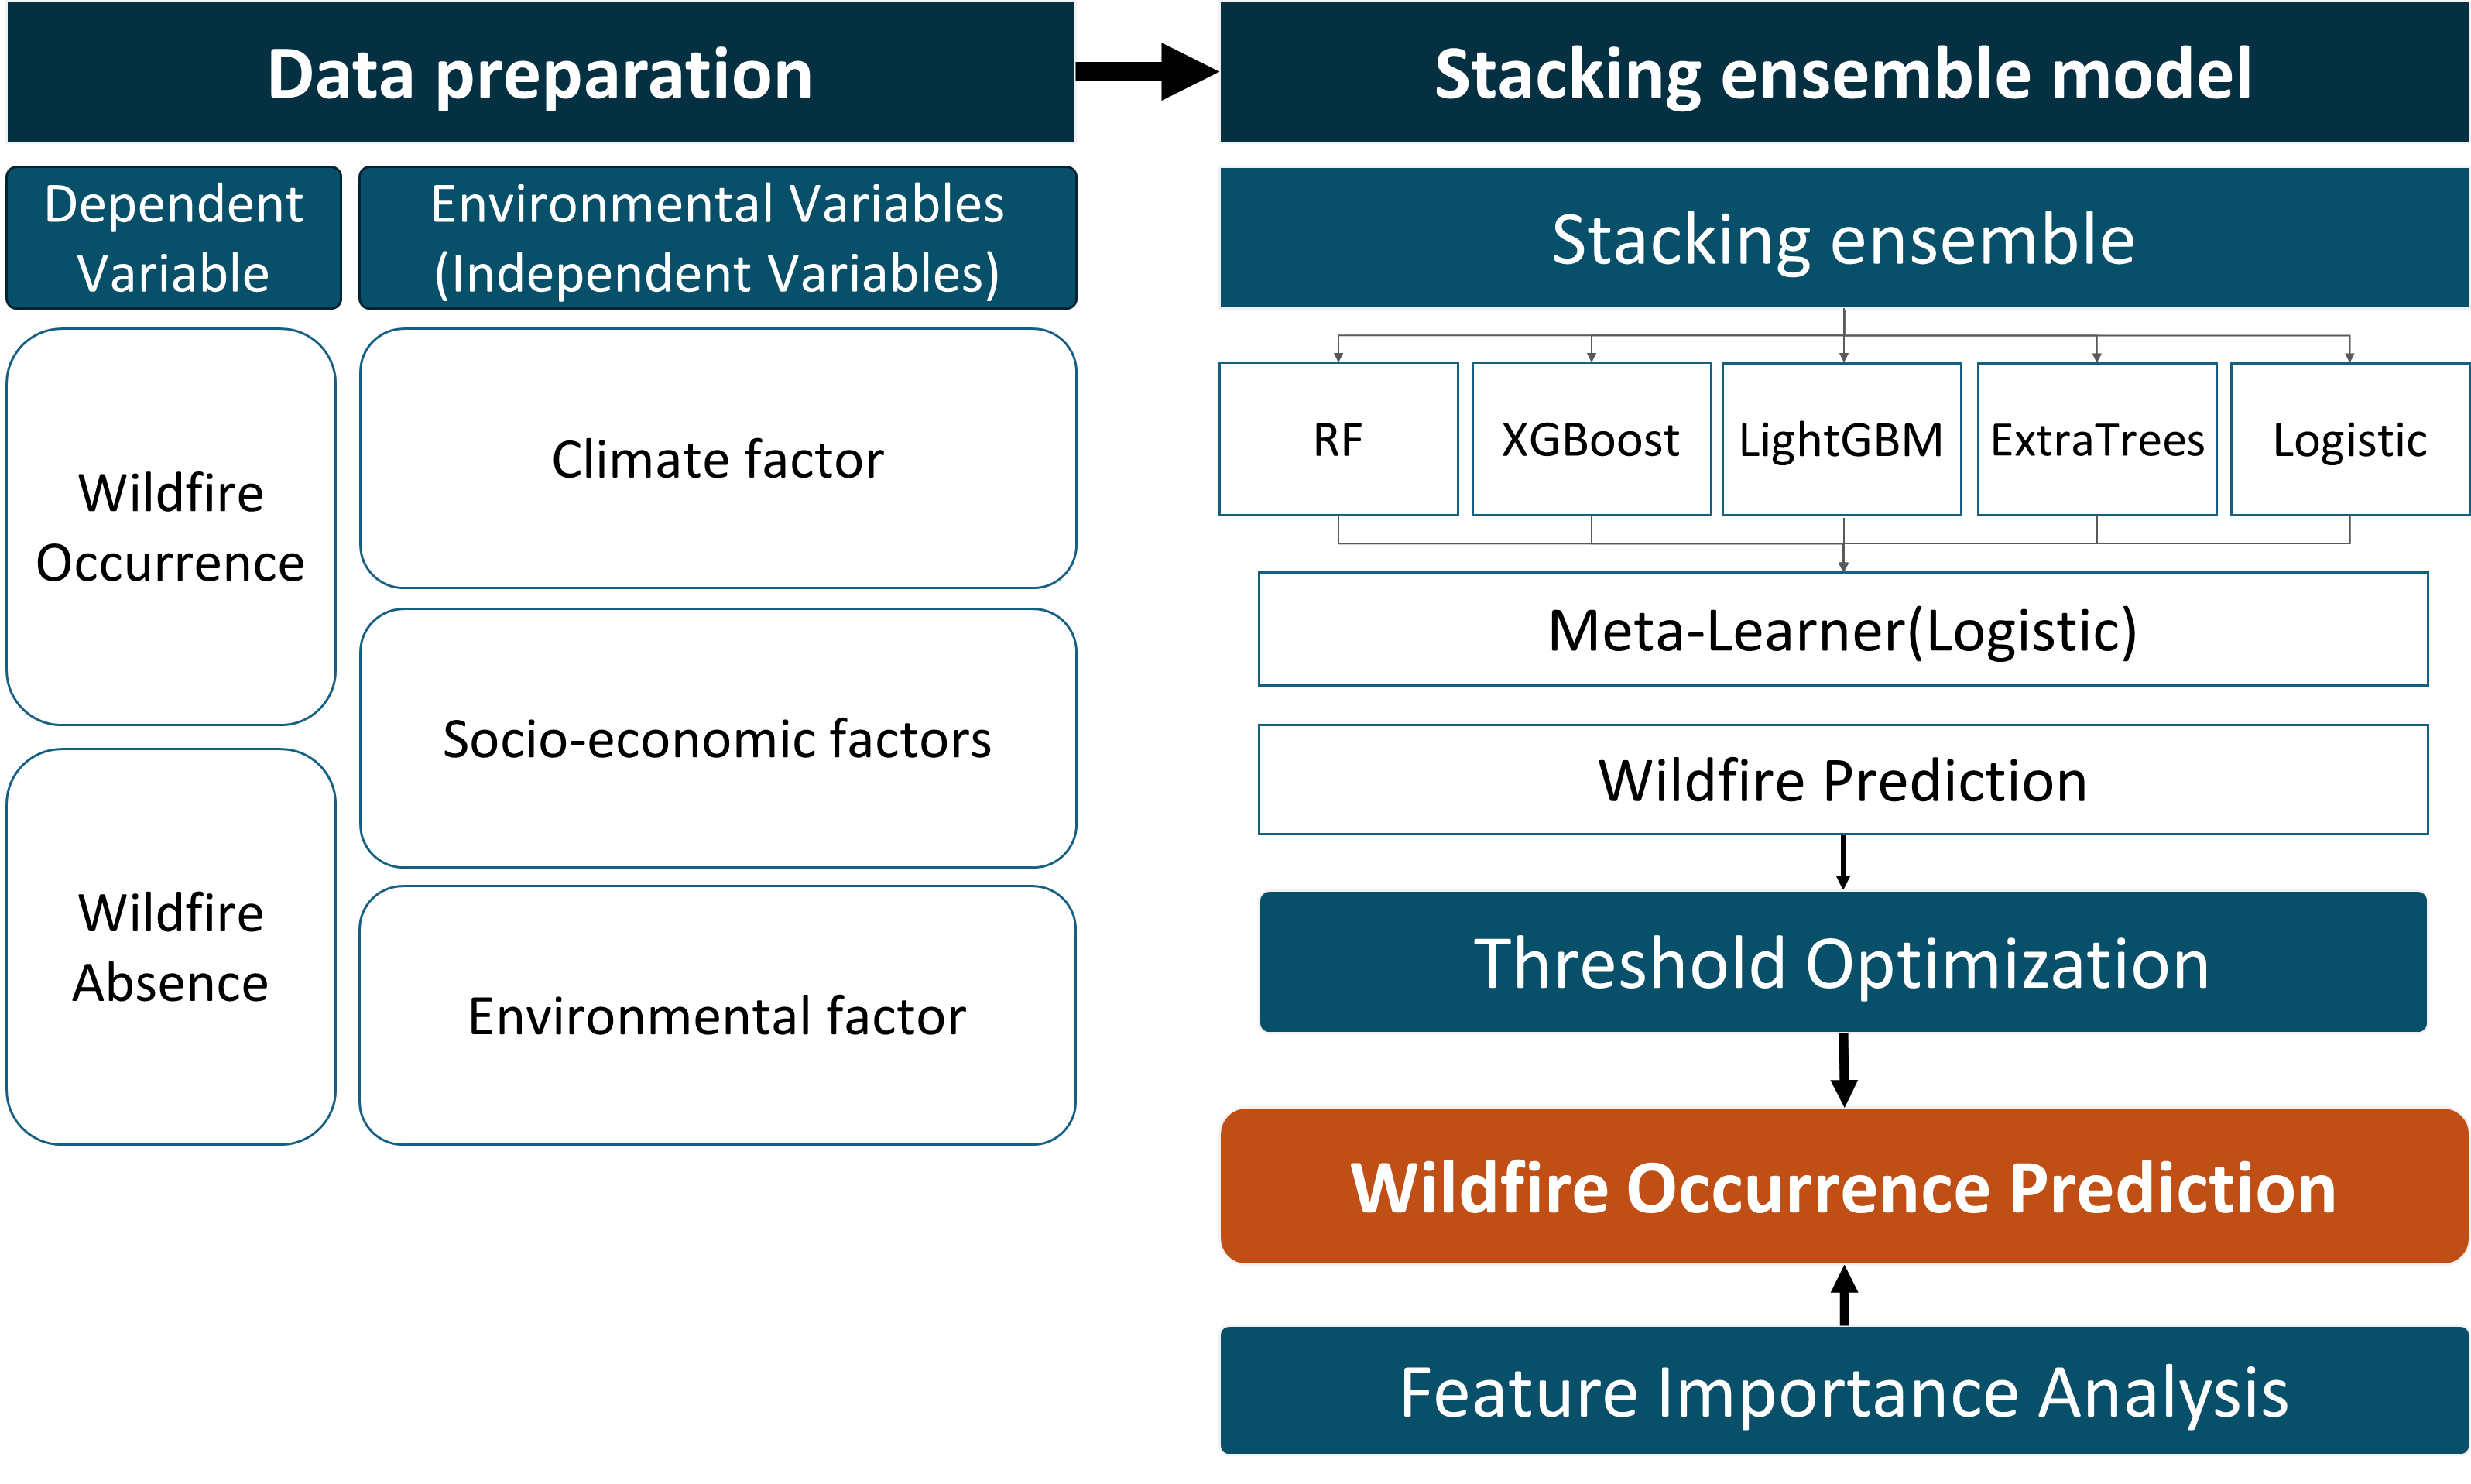 Data preparation
Dependent
Variable
Environmental Variables
(Independent Variables)
Wildfire
Occurrence
Wildfire
Absence
Climate factor
Socio-economic factors
Environmental factor
Stacking ensemble model
Stacking ensemble
RF
XGBoost
LightGBM
ExtraTrees
Logistic
Meta-Learner(Logistic)
Wildfire Prediction
Threshold Optimization
Wildfire Occurrence Prediction
Feature Importance Analysis